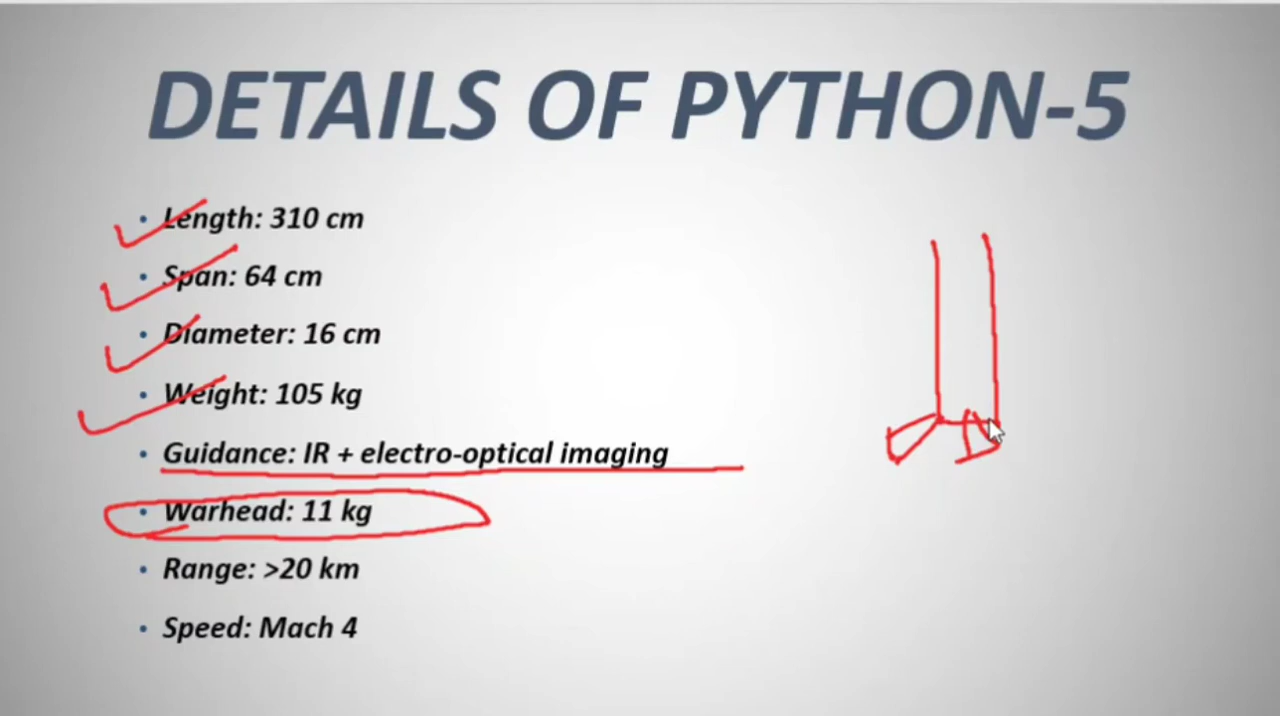 DETAILS OF PYTHON-5
• Length: 310 cm
• Span: 64 cm
• Diameter: 16 cm
• Weight: 105 kg
• Guidance: IR + electro-optical imaging
• Warhead: 11 kg
• Range: >20 km
• Speed: Mach 4